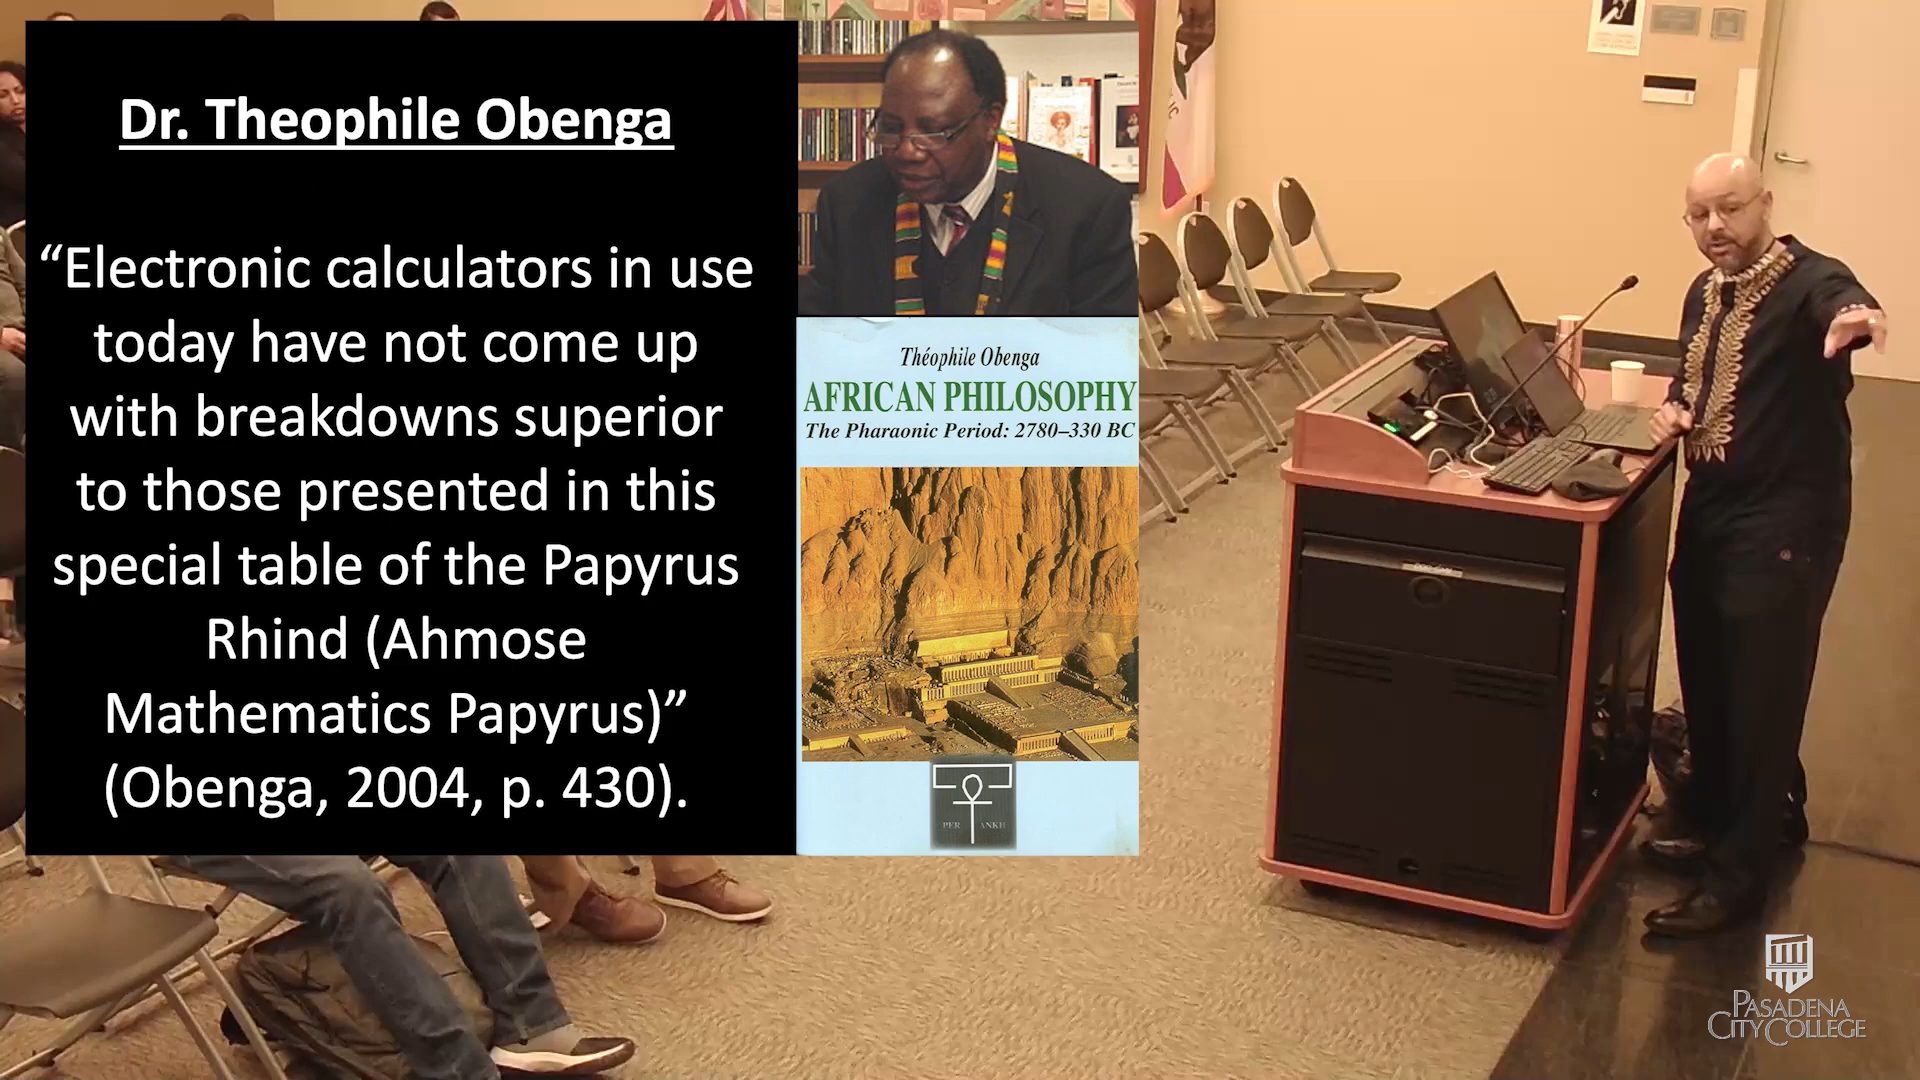 Dr. Theophile Obenga
“Electronic calculators in use
today have not come up
with breakdowns superior
to those presented in this
special table of the Papyrus
Rhind (Ahmose
Mathematics Papyrus)”
(Obenga, 2004, p. 430).
Théophile Obenga
AFRICAN PHILOSOPHY
The Pharaonic Period: 2780–330 BC
PER ANKH
PASADENA
CITY COLLEGE